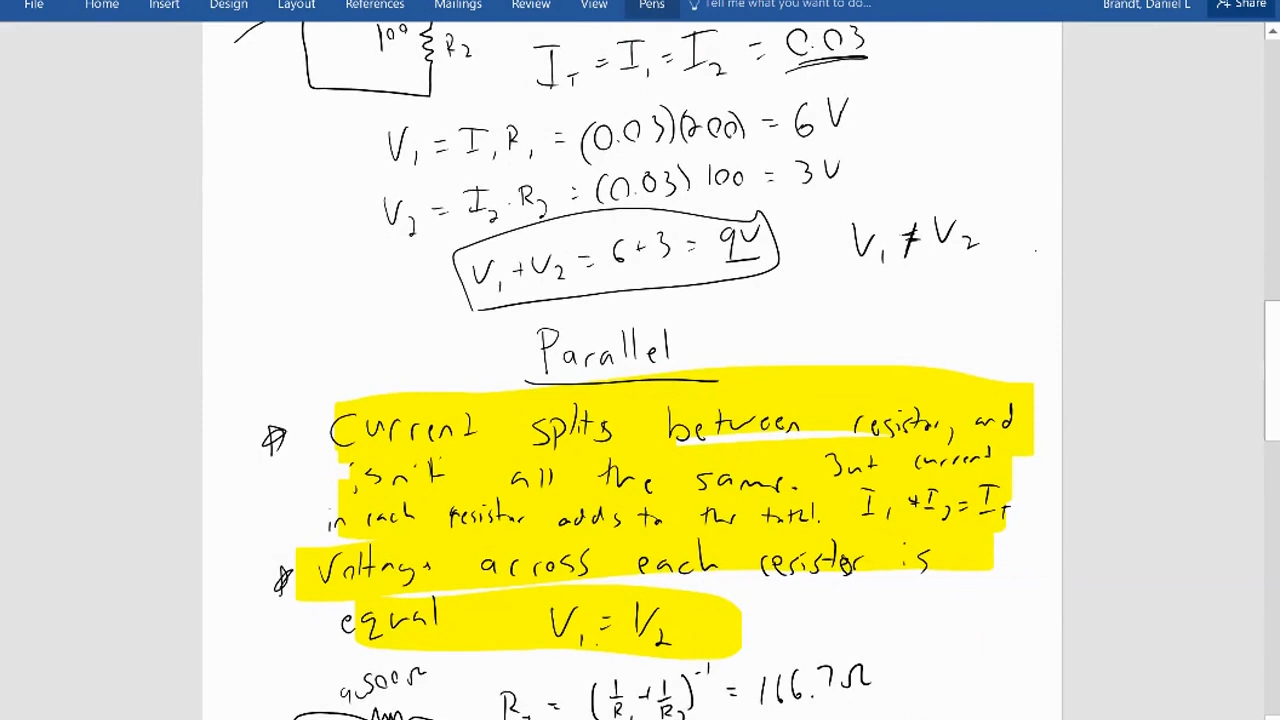 File Home Insert Design Layout References Mailings Review View Pens Tell me what you want to do... Brandt, Daniel L Share
100 R2
IT = I1 = I2 = 0.03
V1 = I1 R1 = (0.03)(200) = 6 V
V2 = I2 · R2 = (0.03) 100 = 3 V
V1 + V2 = 6 + 3 = 9V
V1 ≠ V2
Parallel
Current splits between resistor, and
isn't all the same. But current
in each resistor adds to the total. I1 + I2 = IT
Voltage across each resistor is
equal V1 = V2
500Ω
RT = (1/R1 + 1/R2)^-1 = 116.7Ω